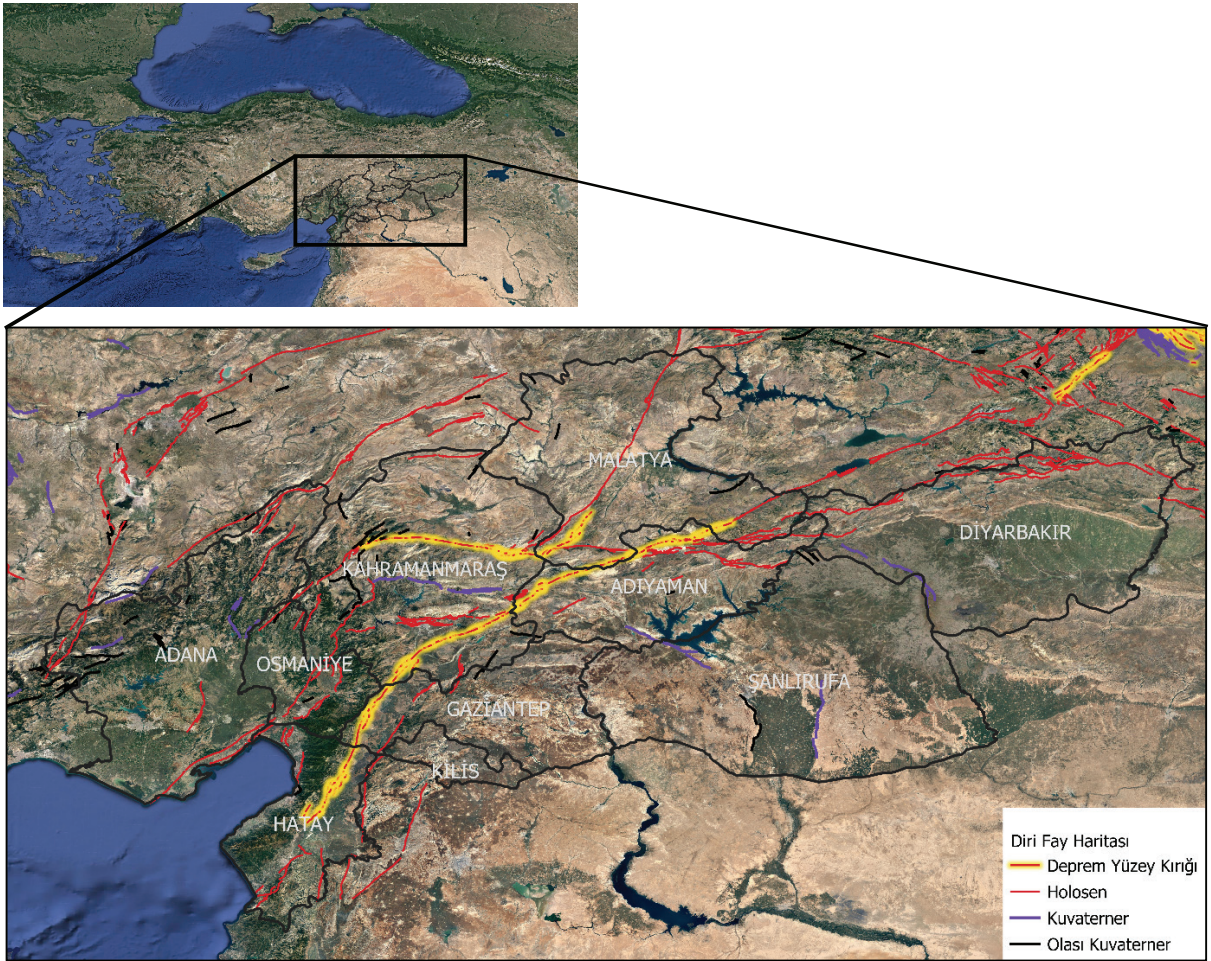 MALATYA
DİYARBAKIR
KAHRAMANMARAŞ
ADIYAMAN
ADANA
OSMANİYE
ŞANLIRUFA
GAZİANTEP
KİLİS
HATAY
Diri Fay Haritası
Deprem Yüzey Kırığı
Holosen
Kuvaterner
Olası Kuvaterner